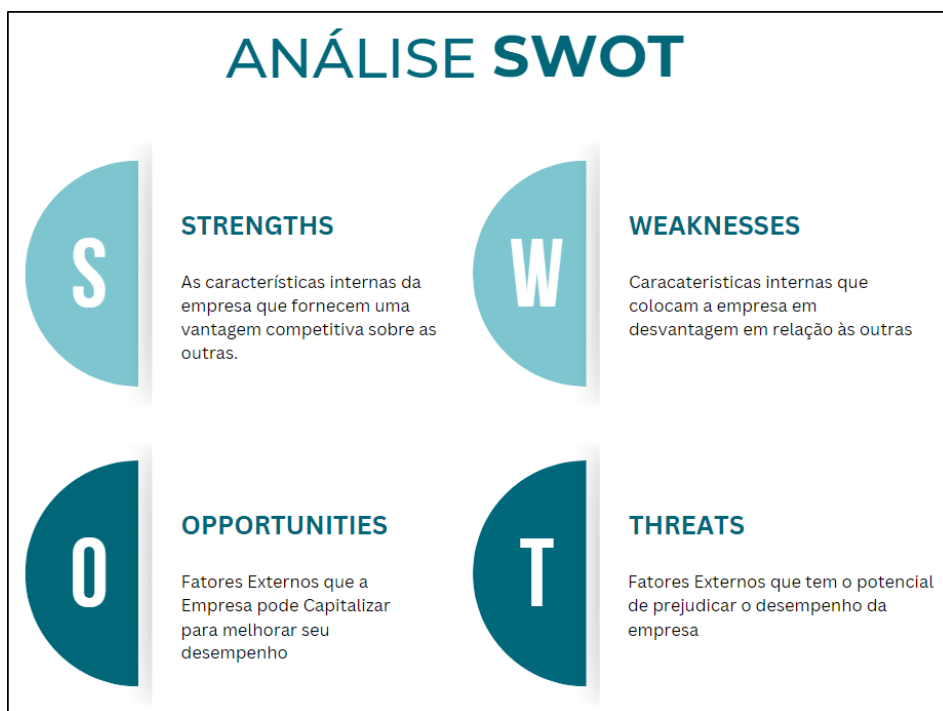 ANÁLISE SWOT
S
STRENGTHS
As característicias internas da
empresa que fornecem uma
vantagem competitiva sobre as
outras.
W
WEAKNESSES
Caracateristicas internas que
colocam a empresa em
desvantagem em relação às outras
O
OPPORTUNITIES
Fatores Externos que a
Empresa pode Capitalizar
para melhorar seu
desempenho
T
THREATS
Fatores Externos que tem o potencial
de prejudicar o desempenho da
empresa